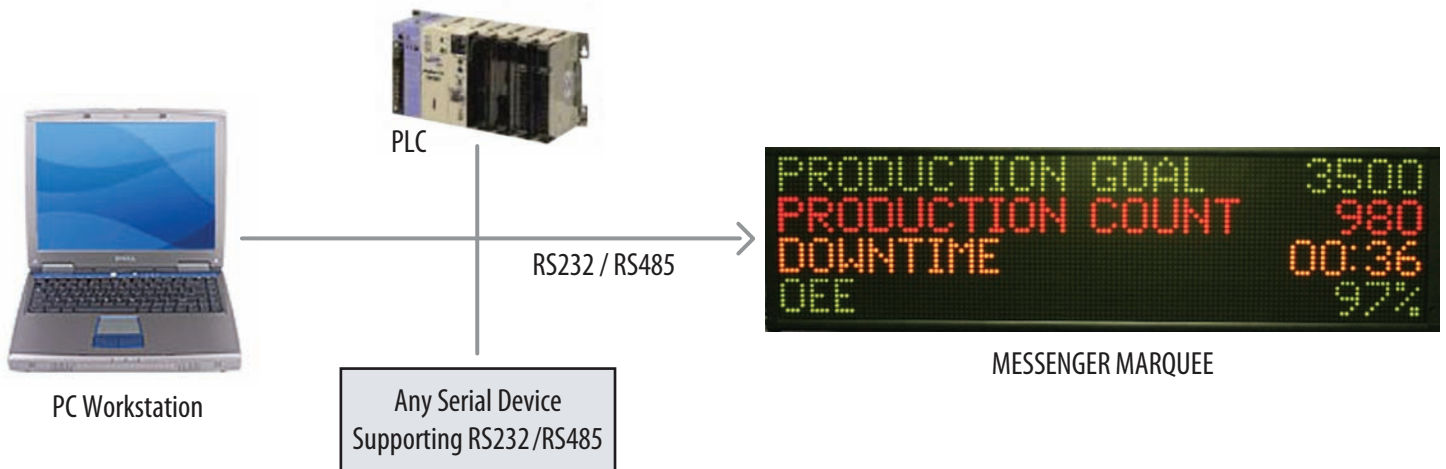 PLC
PRODUCTION GOAL 3500
PRODUCTION COUNT 980
DOWNTIME 00:36
OEE 97%
RS232 / RS485
MESSENGER MARQUEE
PC Workstation
Any Serial Device
Supporting RS232/RS485
DELL